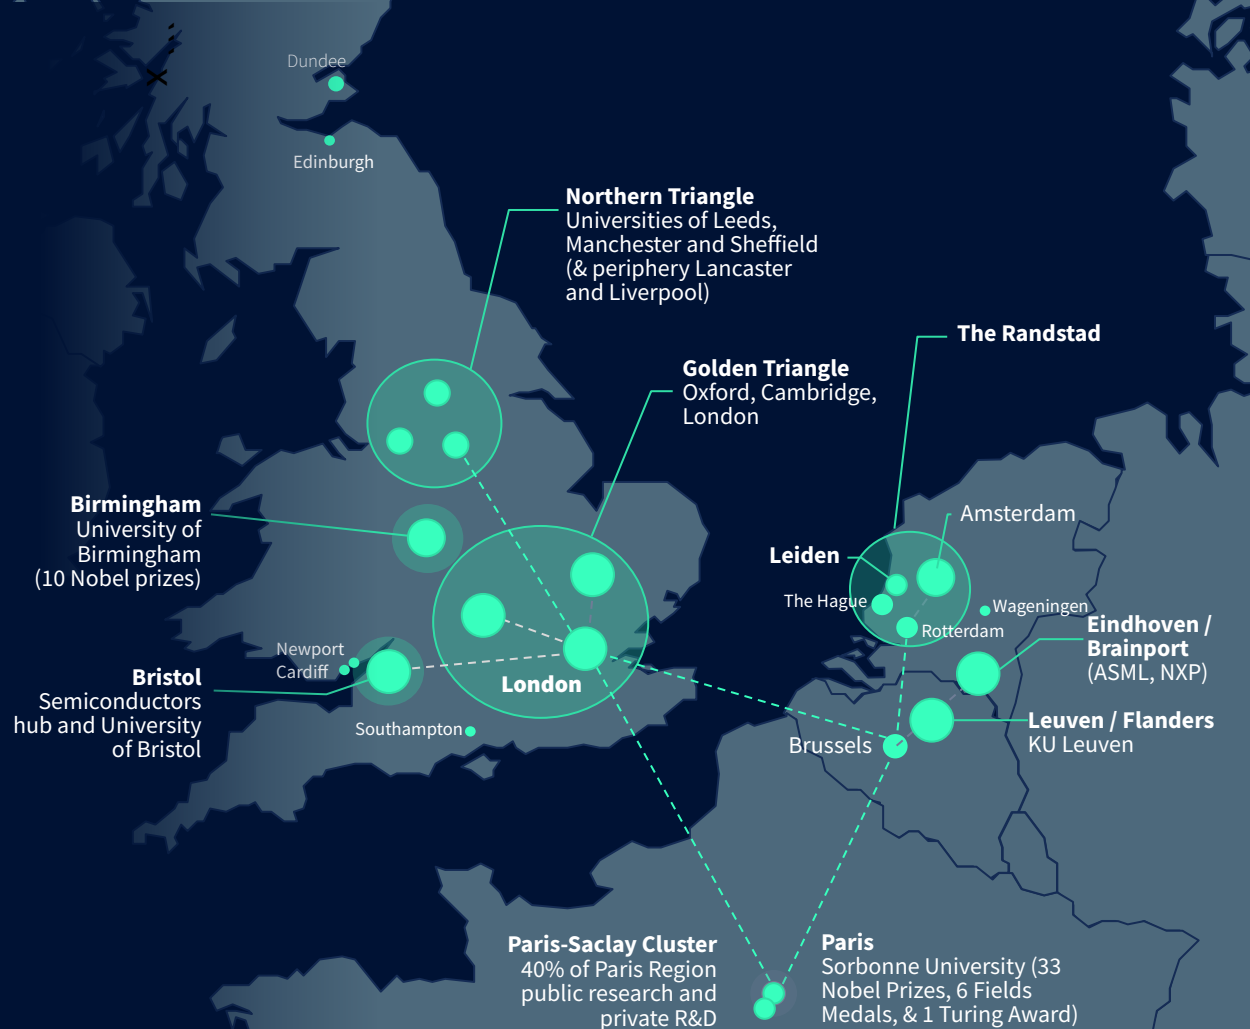 Dundee
Edinburgh
Northern Triangle
Universities of Leeds,
Manchester and Sheffield
(& periphery Lancaster
and Liverpool)
The Randstad
Golden Triangle
Oxford, Cambridge,
London
Birmingham
University of
Birmingham
(10 Nobel prizes)
Amsterdam
Leiden
The Hague
Wageningen
Rotterdam
Eindhoven /
Brainport
(ASML, NXP)
Newport
Cardiff
Bristol
Semiconductors
hub and University
of Bristol
London
Southampton
Leuven / Flanders
KU Leuven
Brussels
Paris-Saclay Cluster
40% of Paris Region
public research and
private R&D
Paris
Sorbonne University (33
Nobel Prizes, 6 Fields
Medals, & 1 Turing Award)